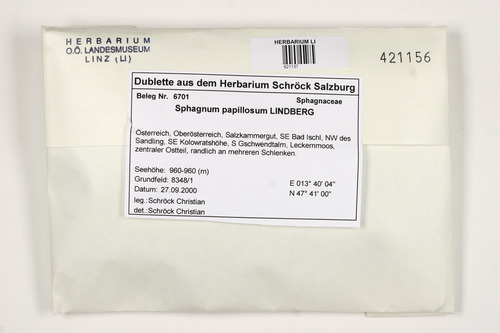 HERBARIUM
O.Ö. LANDESMUSEUM
LINZ (LI)
HERBARIUM LI
421156
Dublette aus dem Herbarium Schröck Salzburg
Beleg Nr. 6701 Sphagnaceae
Sphagnum papillosum LINDBERG
Österreich, Oberösterreich, Salzkammergut, SE Bad Ischl, NW des
Sandling, SE Kolowratshöhe, S Gschwendtalm, Leckernmoos,
zentraler Ostteil, randlich an mehreren Schlenken.
Seehöhe: 960-960 (m)
Grundfeld: 8348/1 E 013° 40' 04"
Datum: 27.09.2000 N 47° 41' 00"
leg.:Schröck Christian
det.:Schröck Christian